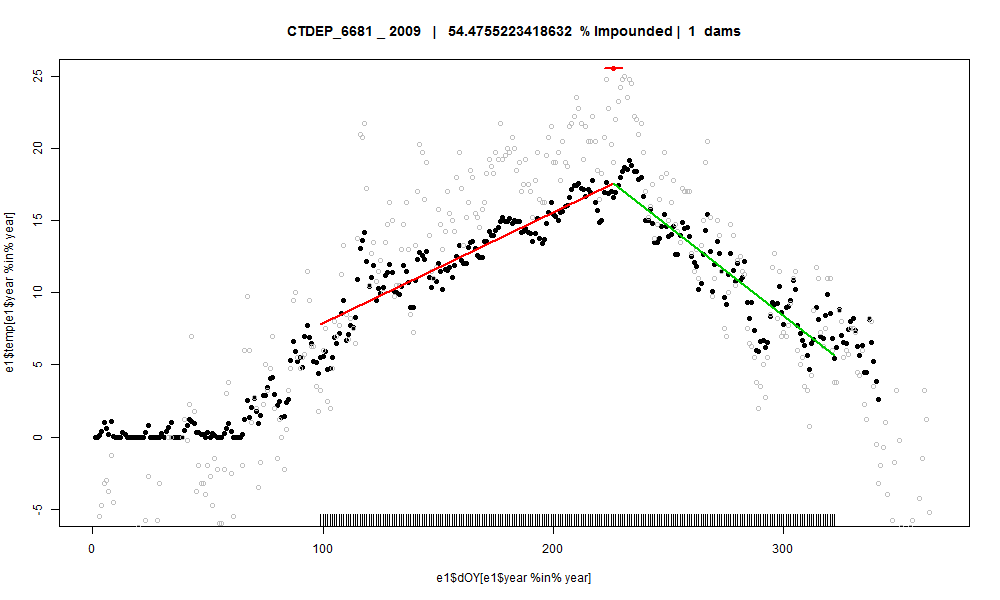 CTDEP_6681 _ 2009 | 54.4755223418632 % Impounded | 1 dams
e1$temp[e1$year %in% year]
25
20
15
10
5
0
-5
0 100 200 300
e1$dOY[e1$year %in% year]